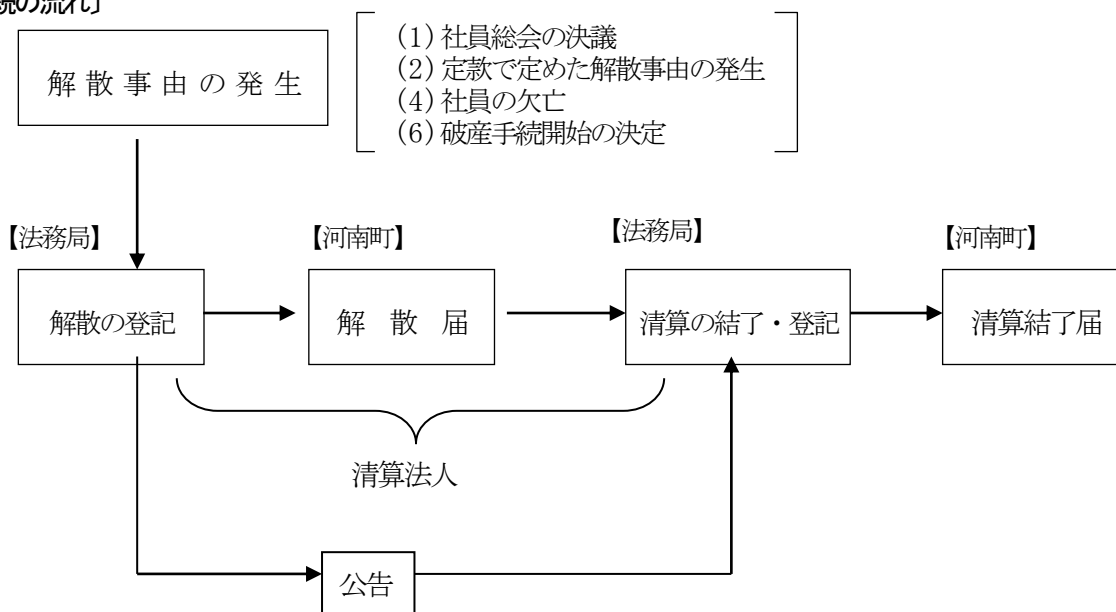 の流れ〕
解散事由の発生
(1) 社員総会の決議
(2) 定款で定めた解散事由の発生
(4) 社員の欠亡
(6) 破産手続開始の決定
【法務局】
【河南町】
【法務局】
【河南町】
解散の登記
解散届
清算の結了・登記
清算結了届
清算法人
公告